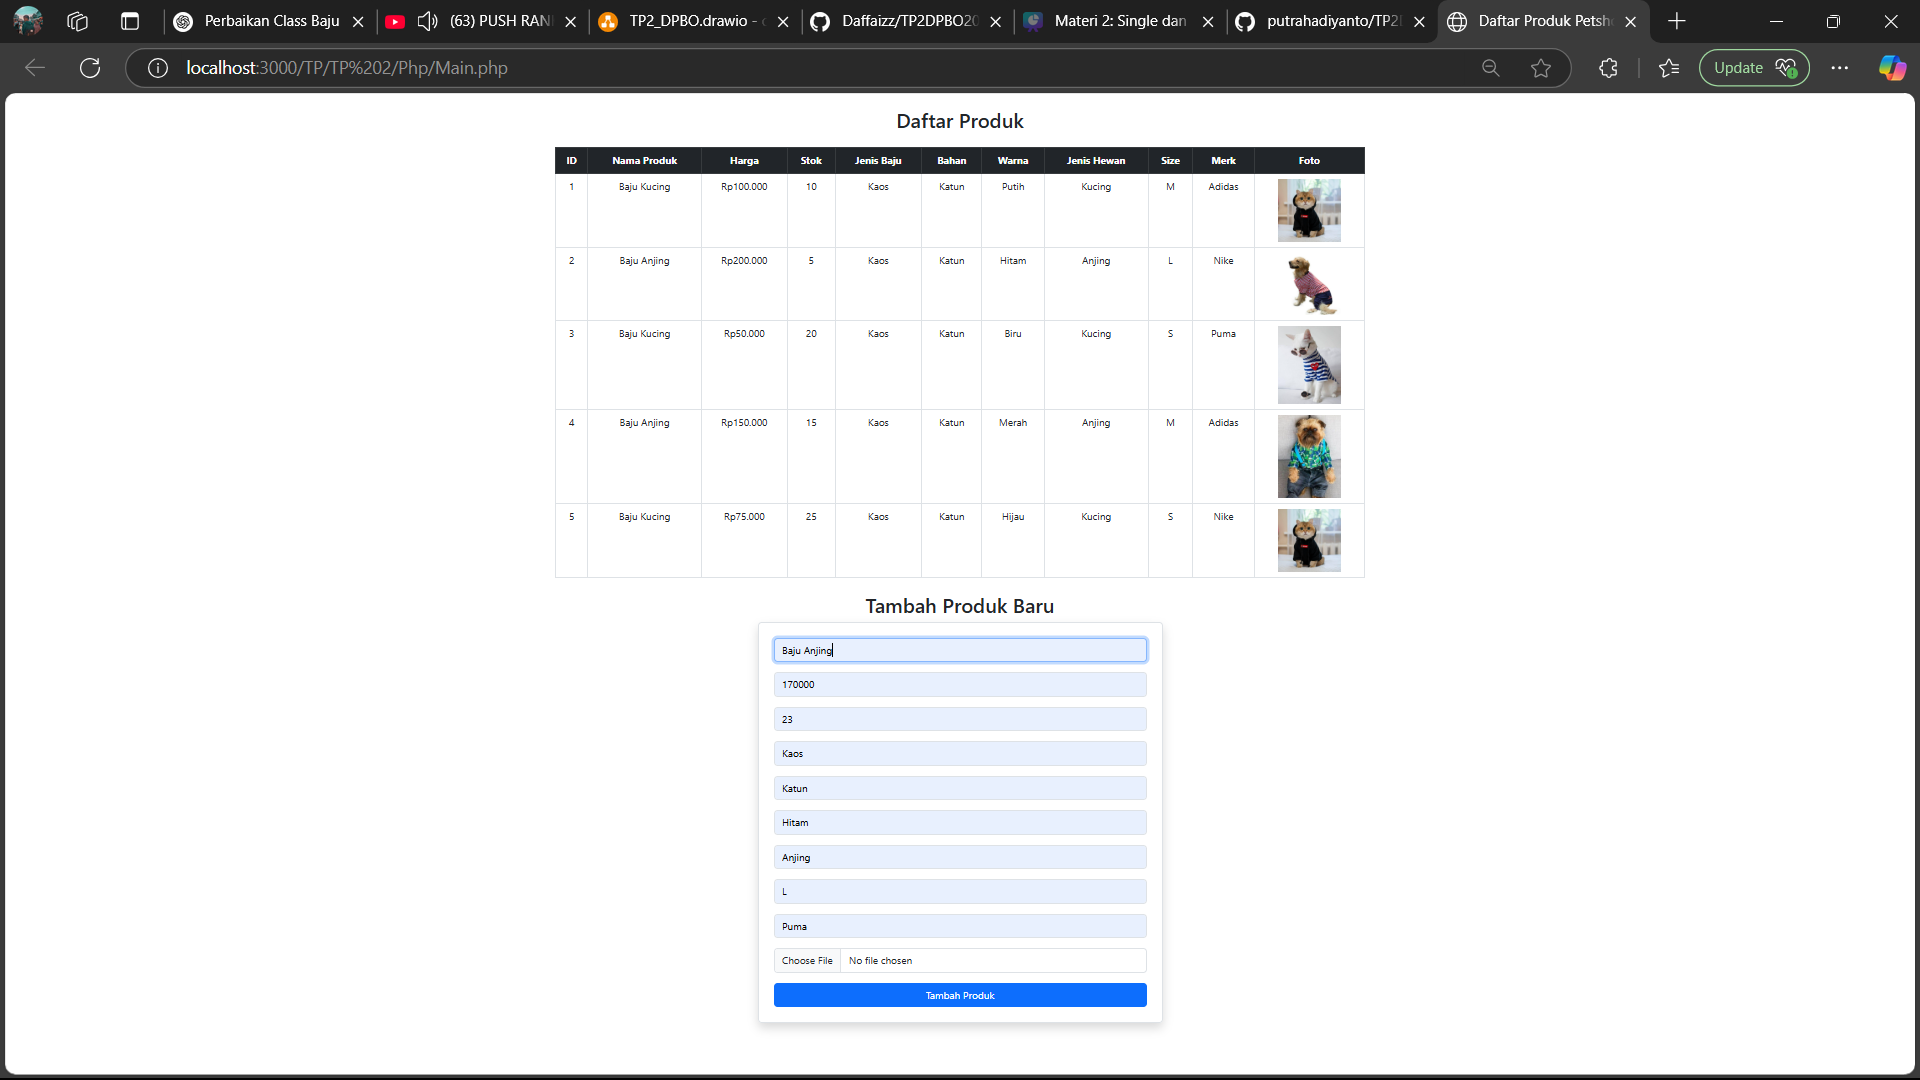 Perbaikan Class Baju
(63) PUSH RAN
TP2_DPBO.drawio -
Daffaizz/TP2DPBO20
Materi 2: Single dan
putrahadiyanto/TP2
Daftar Produk Petsh
localhost:3000/TP/TP%202/Php/Main.php
Update
Daftar Produk
ID Nama Produk Harga Stok Jenis Baju Bahan Warna Jenis Hewan Size Merk Foto
1 Baju Kucing Rp100.000 10 Kaos Katun Putih Kucing M Adidas
2 Baju Anjing Rp200.000 5 Kaos Katun Hitam Anjing L Nike
3 Baju Kucing Rp50.000 20 Kaos Katun Biru Kucing S Puma
4 Baju Anjing Rp150.000 15 Kaos Katun Merah Anjing M Adidas
5 Baju Kucing Rp75.000 25 Kaos Katun Hijau Kucing S Nike
Tambah Produk Baru
Baju Anjing
170000
23
Kaos
Katun
Hitam
Anjing
L
Puma
Choose File No file chosen
Tambah Produk